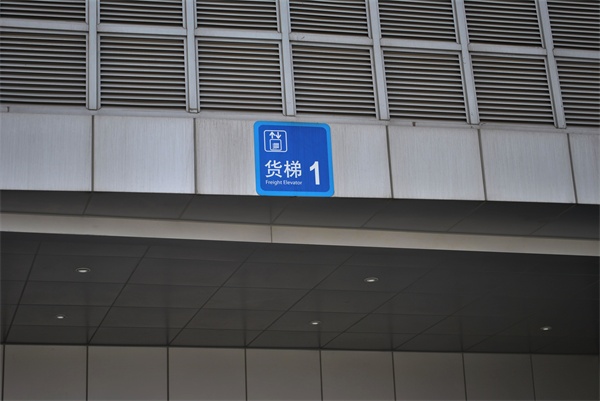 货梯 1
Freight Elevator